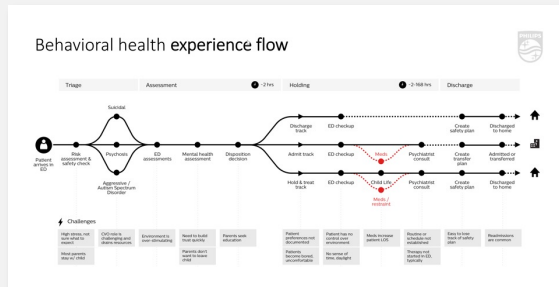 Behavioral health experience flow
PHILIPS
Triage
Assessment
~2 hrs
Holding
~2-168 hrs
Discharge
Suicidal
Discharge track
ED checkup
Create safety plan
Discharged to home
Patient arrives in ED
Risk assessment & safety check
Psychosis
ED assessments
Mental health assessment
Disposition decision
Admit track
ED checkup
Meds
Psychiatrist consult
Create transfer plan
Admitted or transferred
Aggressive / Autism Spectrum Disorder
Hold & treat track
ED checkup
Child Life
Psychiatrist consult
Create safety plan
Discharged to home
Meds / restraint
Challenges
High stress, not sure what to expect
CVO role is challenging and drains resources
Environment is over-stimulating
Need to build trust quickly
Parents seek education
Patient preferences not documented
Patient has no control over environment
Meds increase patient LOS
Routine or schedule not established
Easy to lose track of safety plan
Readmissions are common
Most parents stay w/ child
Parents don't want to leave child
Patients become bored, uncomfortable
No sense of time, daylight
Therapy not started in ED, typically